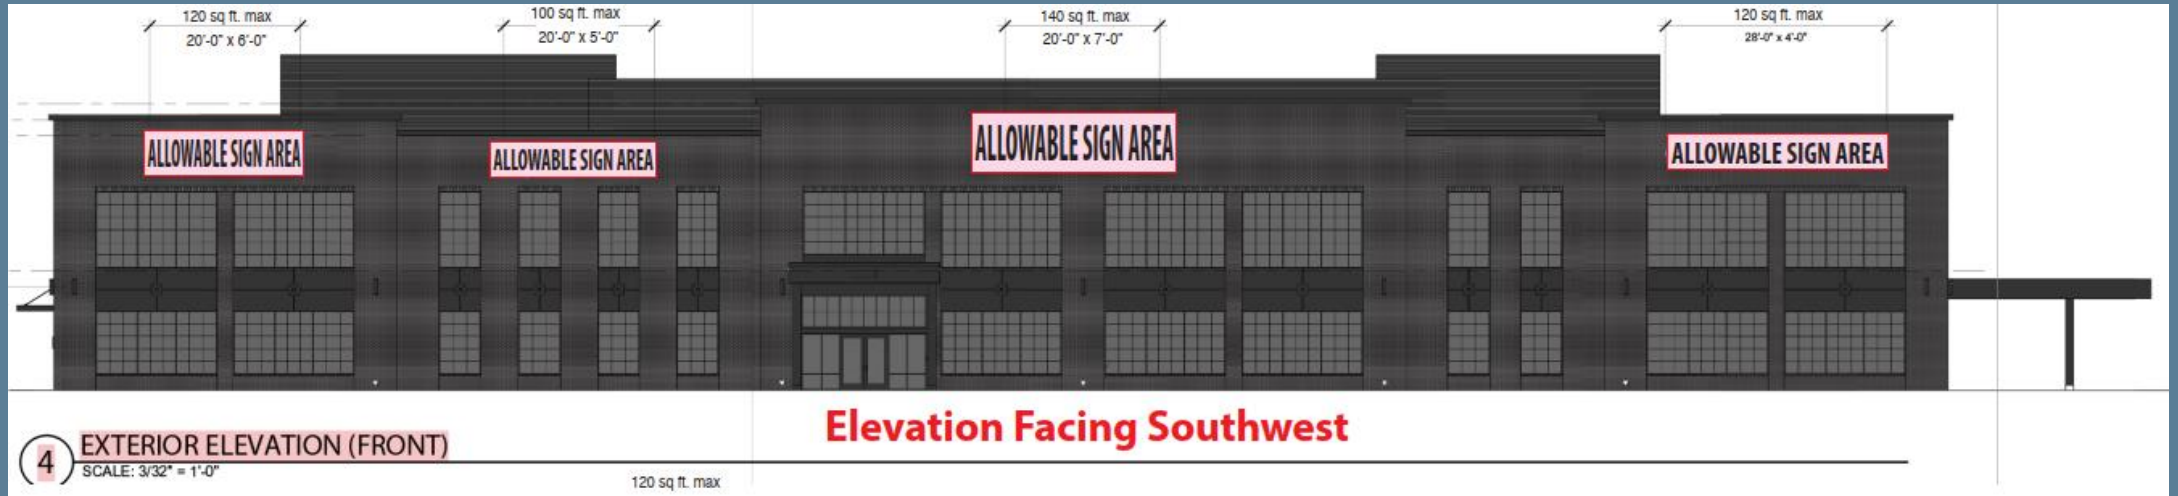 120 sq ft. max
20'-0" x 6'-0"
100 sq ft. max
20'-0" x 5'-0"
140 sq ft. max
20'-0" x 7'-0"
120 sq ft. max
28'-0" x 4'-0"
ALLOWABLE SIGN AREA
ALLOWABLE SIGN AREA
ALLOWABLE SIGN AREA
ALLOWABLE SIGN AREA
Elevation Facing Southwest
4
EXTERIOR ELEVATION (FRONT)
SCALE: 3/32" = 1'-0"
120 sq ft. max